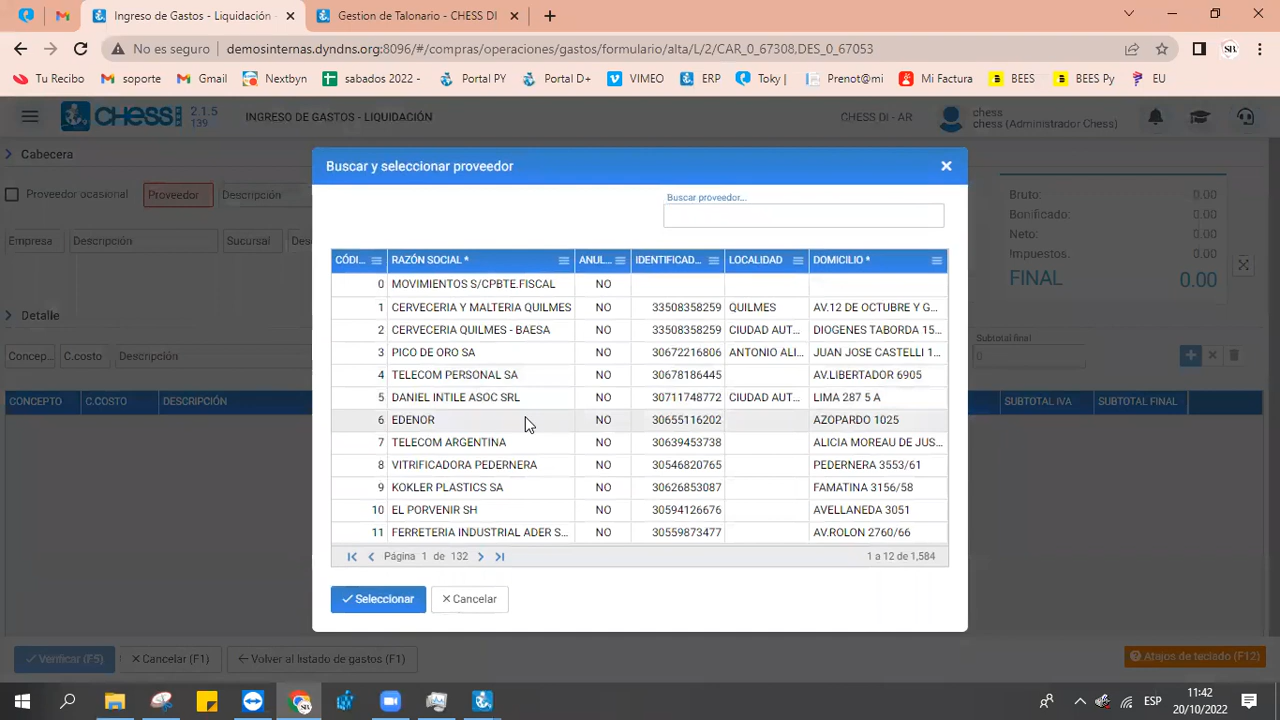 Ingreso de Gastos - Liquidación
Gestion de Talonario - CHESS DI
No es seguro demosinternas.dyndns.org:8096/#/compras/operaciones/gastos/formulario/alta/L/2/CAR_0_67308,DES_0_67053
Tu Recibo soporte Gmail Nextbyn sabados 2022 - Portal PY Portal D+ VIMEO ERP Toky | Prenot@mi Mi Factura BEES BEES Py EU
CHESS 2.1.5 139 INGRESO DE GASTOS - LIQUIDACIÓN CHESS DI - AR chess chess (Administrador Chess)
Cabecera
Proveedor ocasional Proveedor Descripción
Empresa Descripción Sucursal
Bruto: 0.00
Bonificado: 0.00
Neto: 0.00
Impuestos: 0.00
FINAL 0.00
Detalle
Concep... C.costo Descripción Subtotal final 0
CONCEPTO C.COSTO DESCRIPCIÓN SUBTOTAL IVA SUBTOTAL FINAL
Buscar y seleccionar proveedor
Buscar proveedor...
CÓDI... RAZÓN SOCIAL * ANUL... IDENTIFICAD... LOCALIDAD DOMICILIO *
0 MOVIMIENTOS S/CPBTE.FISCAL NO
1 CERVECERIA Y MALTERIA QUILMES NO 33508358259 QUILMES AV.12 DE OCTUBRE Y G...
2 CERVECERIA QUILMES - BAESA NO 33508358259 CIUDAD AUT... DIOGENES TABORDA 15...
3 PICO DE ORO SA NO 30672216806 ANTONIO ALI... JUAN JOSE CASTELLI 1...
4 TELECOM PERSONAL SA NO 30678186445 AV.LIBERTADOR 6905
5 DANIEL INTILE ASOC SRL NO 30711748772 CIUDAD AUT... LIMA 287 5 A
6 EDENOR NO 30655116202 AZOPARDO 1025
7 TELECOM ARGENTINA NO 30639453738 ALICIA MOREAU DE JUS...
8 VITRIFICADORA PEDERNERA NO 30546820765 PEDERNERA 3553/61
9 KOKLER PLASTICS SA NO 30626853087 FAMATINA 3156/58
10 EL PORVENIR SH NO 30594126676 AVELLANEDA 3051
11 FERRETERIA INDUSTRIAL ADER S... NO 30559873477 AV.ROLON 2760/66
Página 1 de 132 1 a 12 de 1,584
Seleccionar Cancelar
Verificar (F5) Cancelar (F1) Volver al listado de gastos (F1) Atajos de teclado (F12)
ESP 11:42
20/10/2022